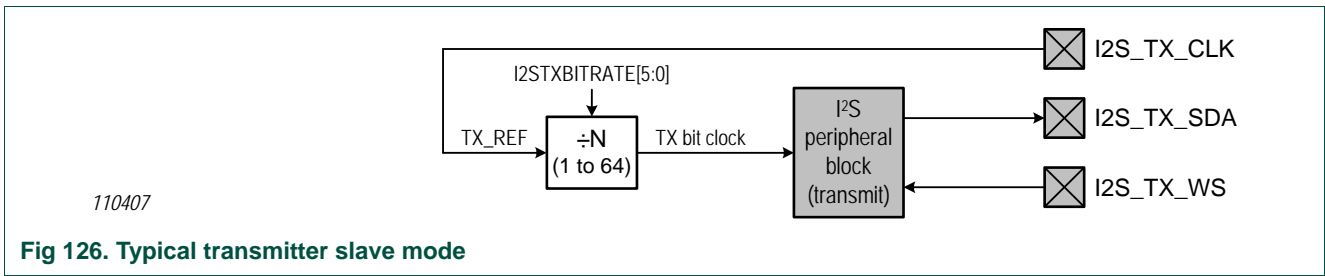 I2S_TX_CLK
I2STXBITRATE[5:0]
TX_REF
÷N
(1 to 64)
TX bit clock
I²S
peripheral
block
(transmit)
I2S_TX_SDA
I2S_TX_WS
110407
Fig 126. Typical transmitter slave mode